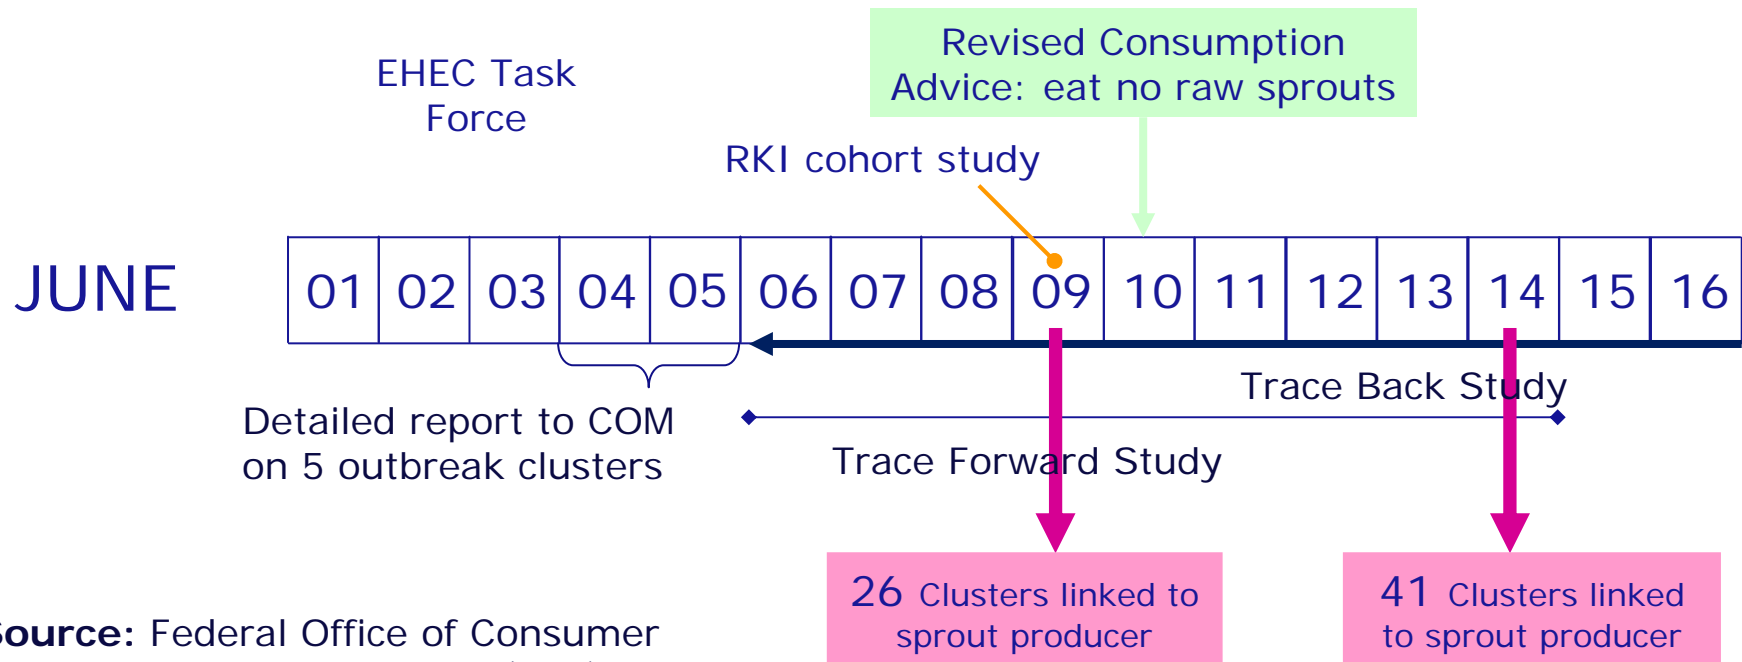 EHEC Task
Force
Revised Consumption
Advice: eat no raw sprouts
RKI cohort study
JUNE
01 02 03 04 05 06 07 08 09 10 11 12 13 14 15 16
Trace Back Study
Detailed report to COM
on 5 outbreak clusters
Trace Forward Study
26 Clusters linked to
sprout producer
41 Clusters linked
to sprout producer
Source: Federal Office of Consumer